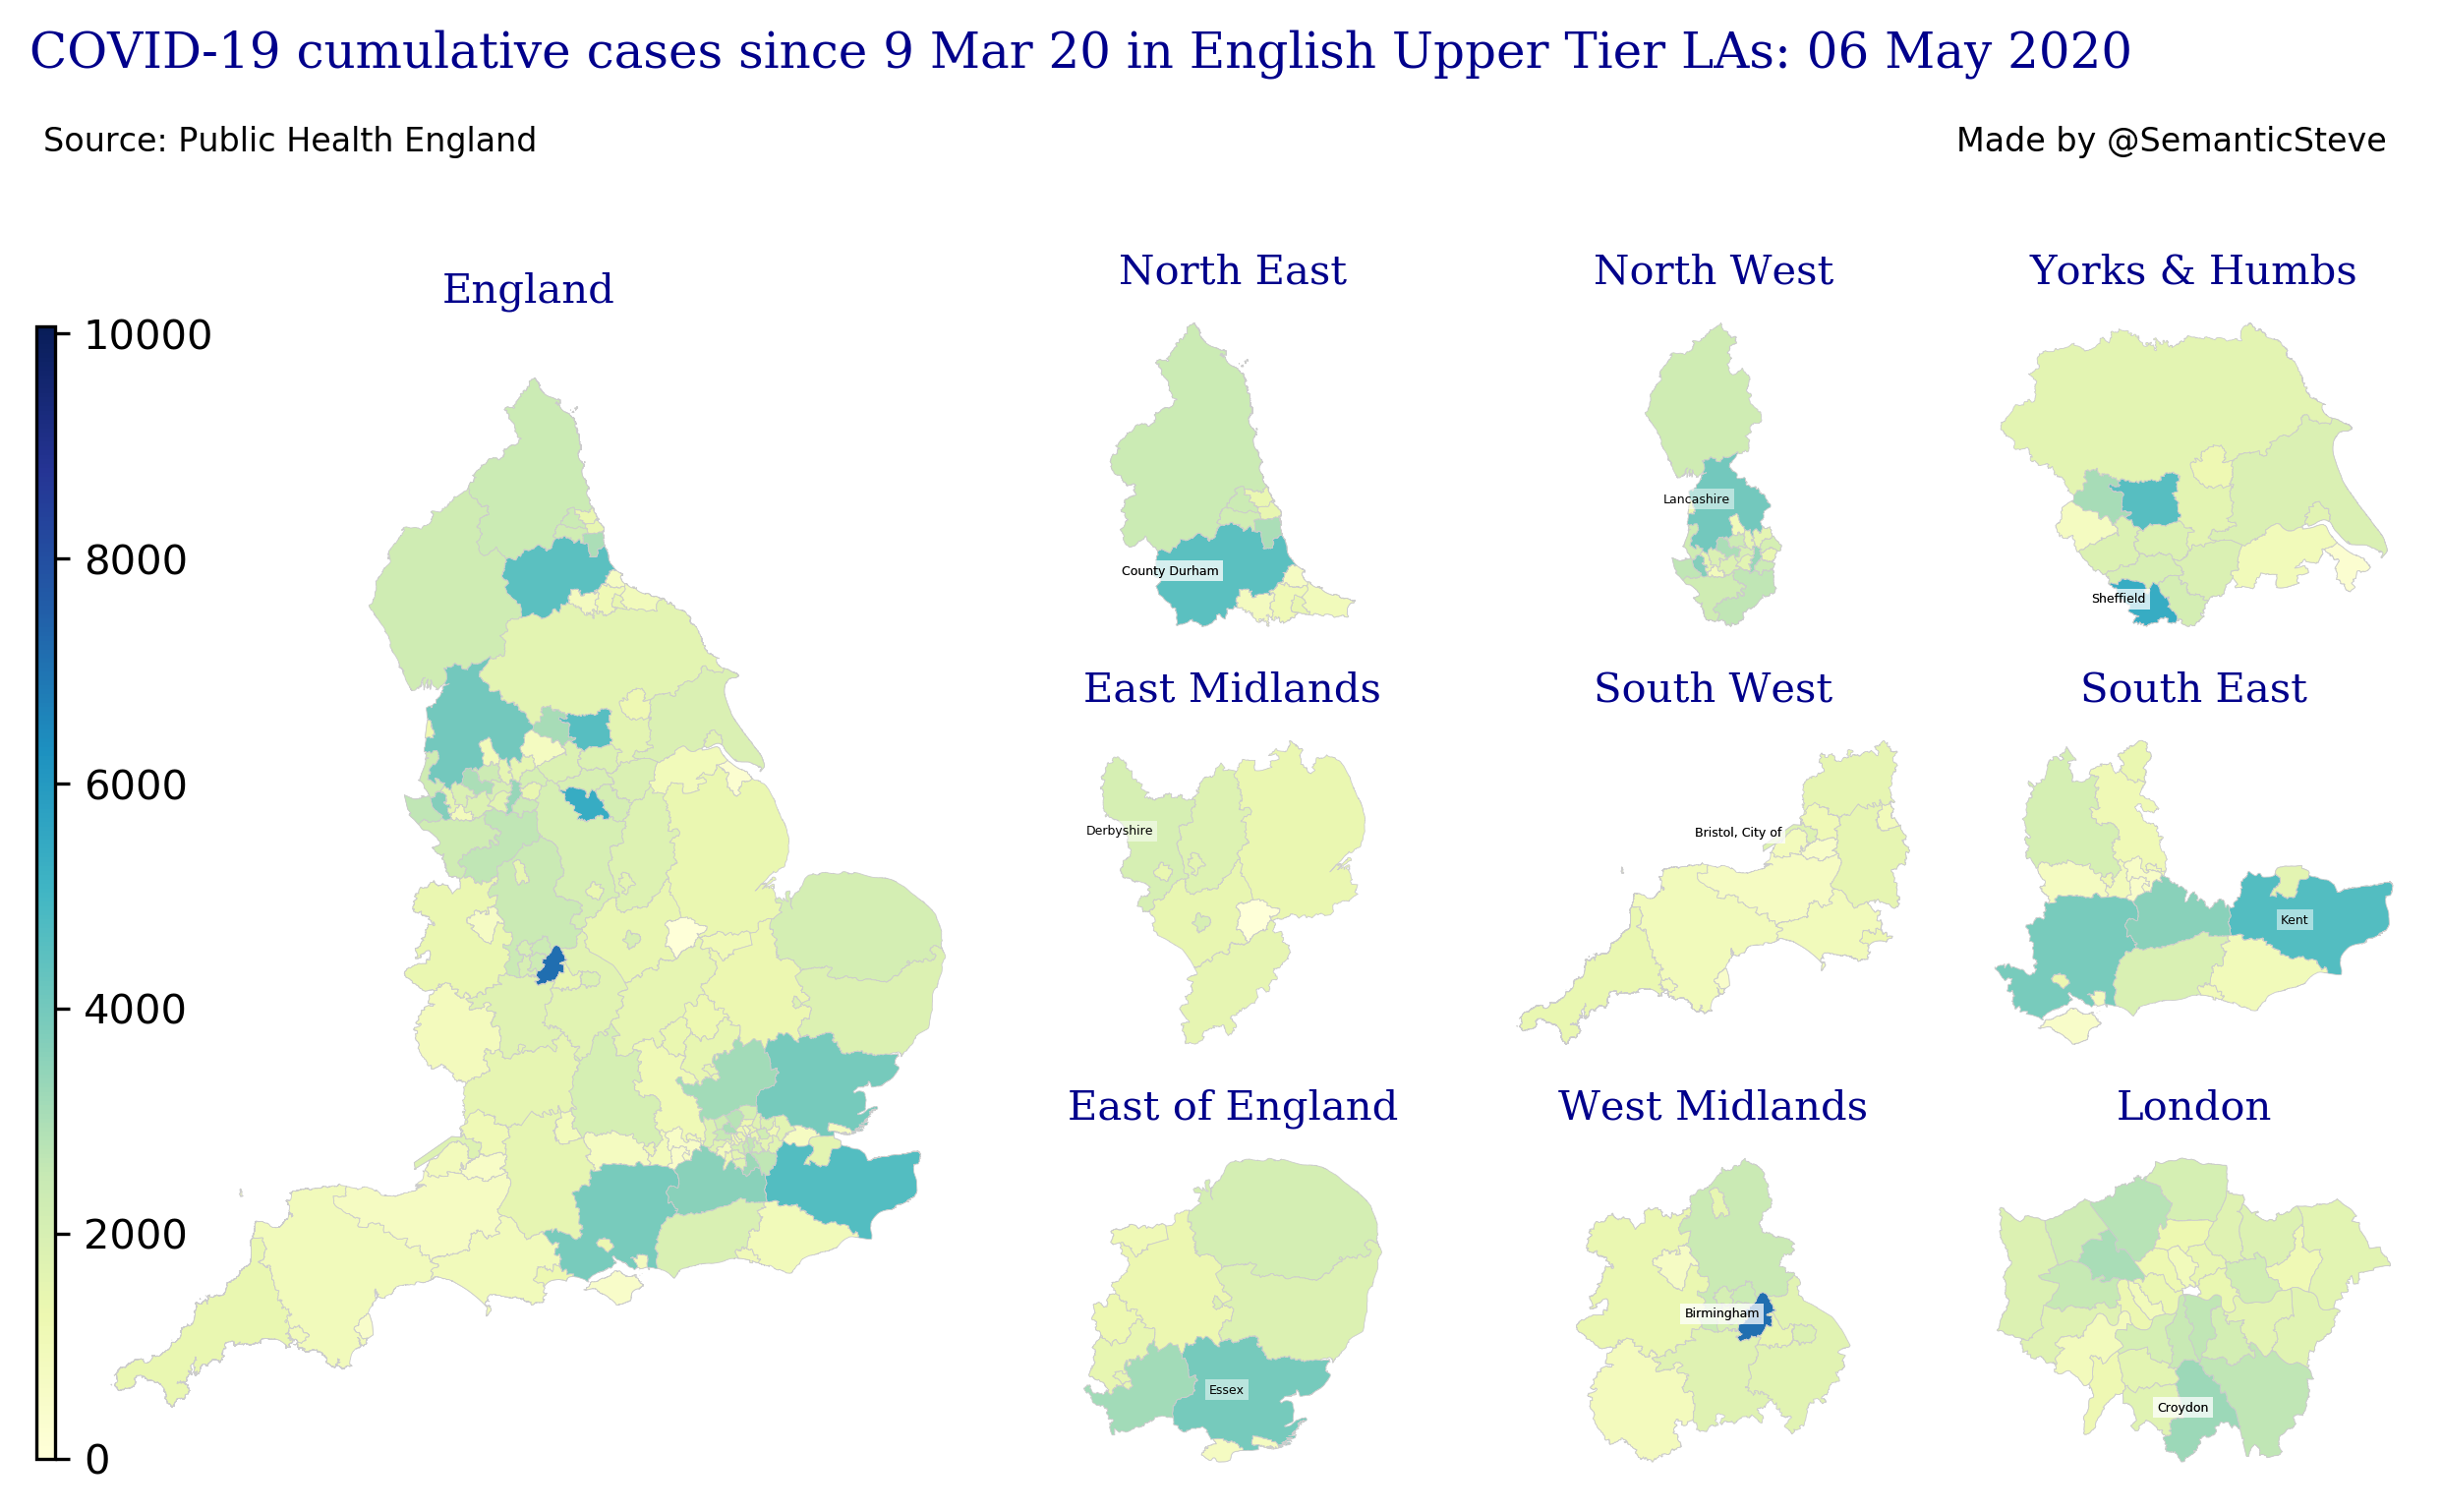 COVID-19 cumulative cases since 9 Mar 20 in English Upper Tier LAs: 06 May 2020
Source: Public Health England
Made by @SemanticSteve
England
10000
8000
6000
4000
2000
0
North East
County Durham
North West
Lancashire
Yorks & Humbs
Sheffield
East Midlands
Derbyshire
South West
Bristol, City of
South East
Kent
East of England
Essex
West Midlands
Birmingham
London
Croydon